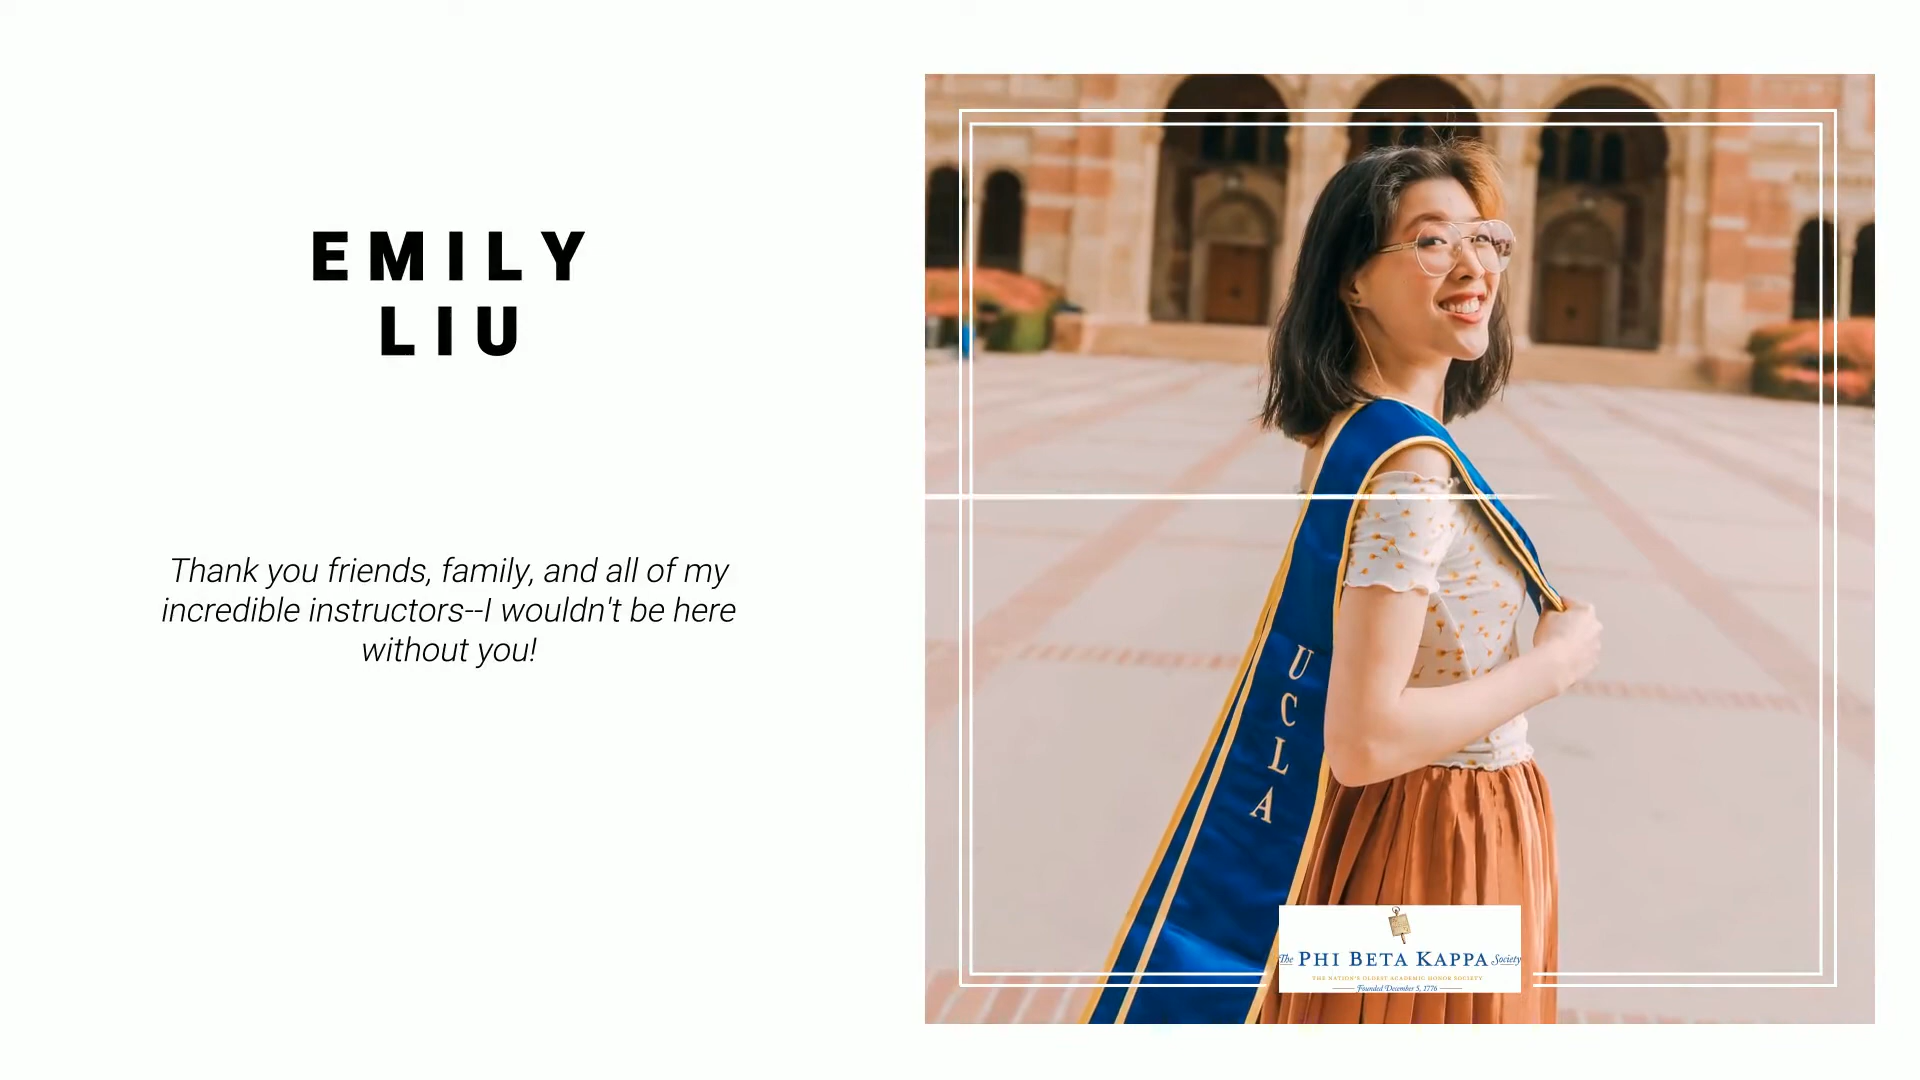 EMILY
LIU
Thank you friends, family, and all of my
incredible instructors--I wouldn't be here
without you!
UCLA
The PHI BETA KAPPA Society
THE NATION'S OLDEST ACADEMIC HONOR SOCIETY
Founded December 5, 1776